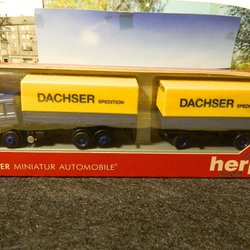 DACHSER SPEDITION
DACHSER SPEDITION
MINIATUR AUTOMOBILE®